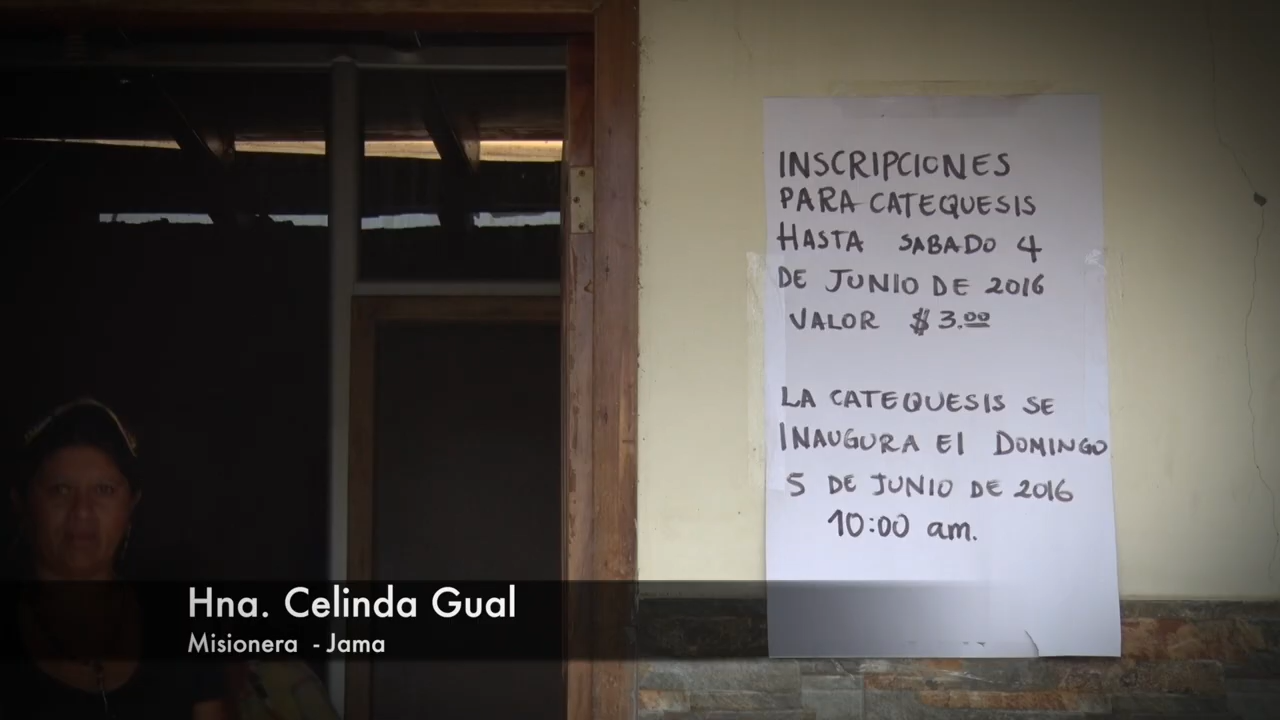 INSCRIPCIONES
PARA CATEQUESIS
HASTA SABADO 4
DE JUNIO DE 2016
VALOR $ 3.00
LA CATEQUESIS SE
INAUGURA El DOMINGO
5 DE JUNIO DE 2016
10:00 am.
Hna. Celinda Gual
Misionera - Jama